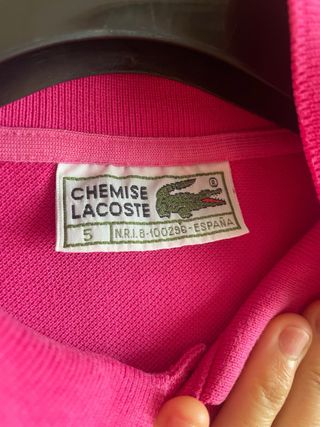 CHEMISE
LACOSTE ®
5 N.R.I.8-100296-ESPAÑA